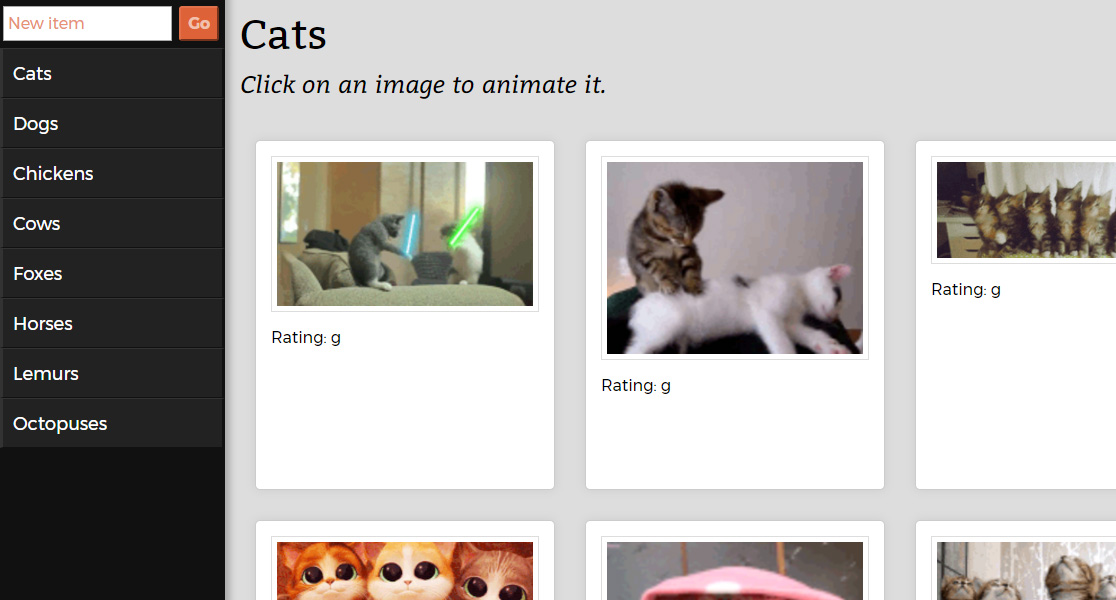 New item
Go
Cats
Dogs
Chickens
Cows
Foxes
Horses
Lemurs
Octopuses
Cats
Click on an image to animate it.
Rating: g
Rating: g
Rating: g